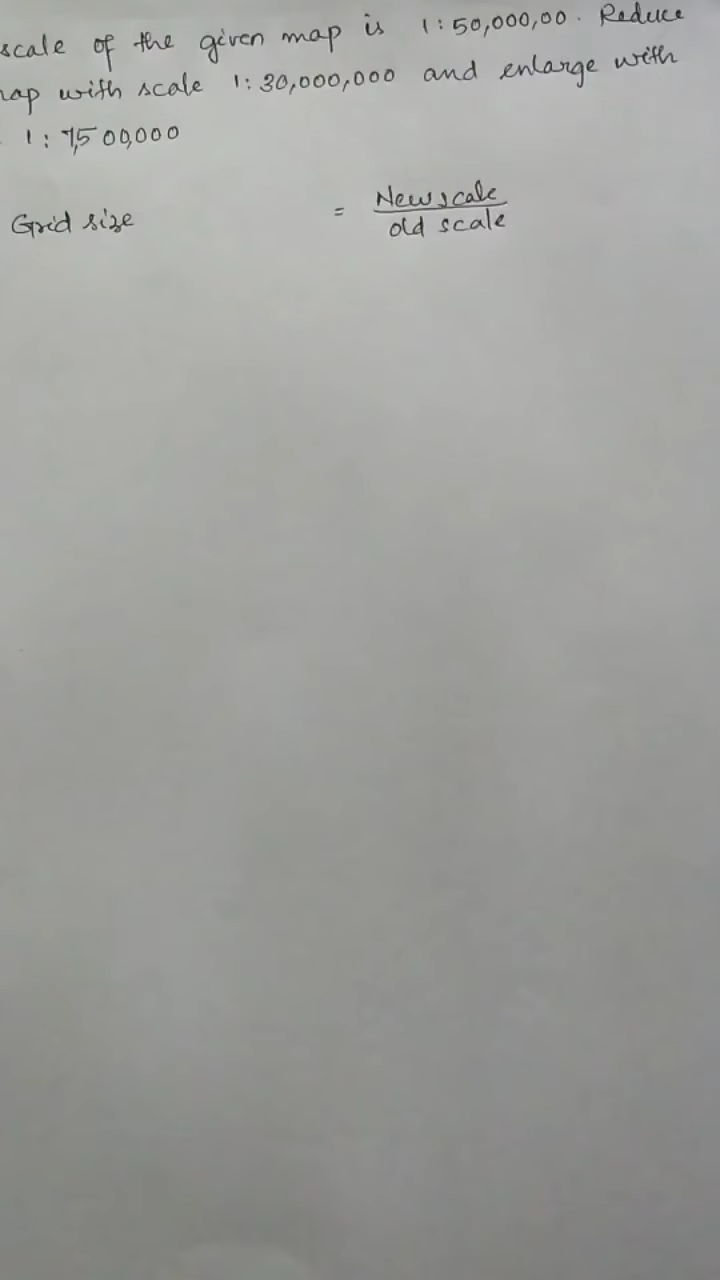 scale of the given map is 1:50,000,00. Reduce
map with scale 1:30,000,000 and enlarge with
1:7,500,000
Grid size = New scale / old scale